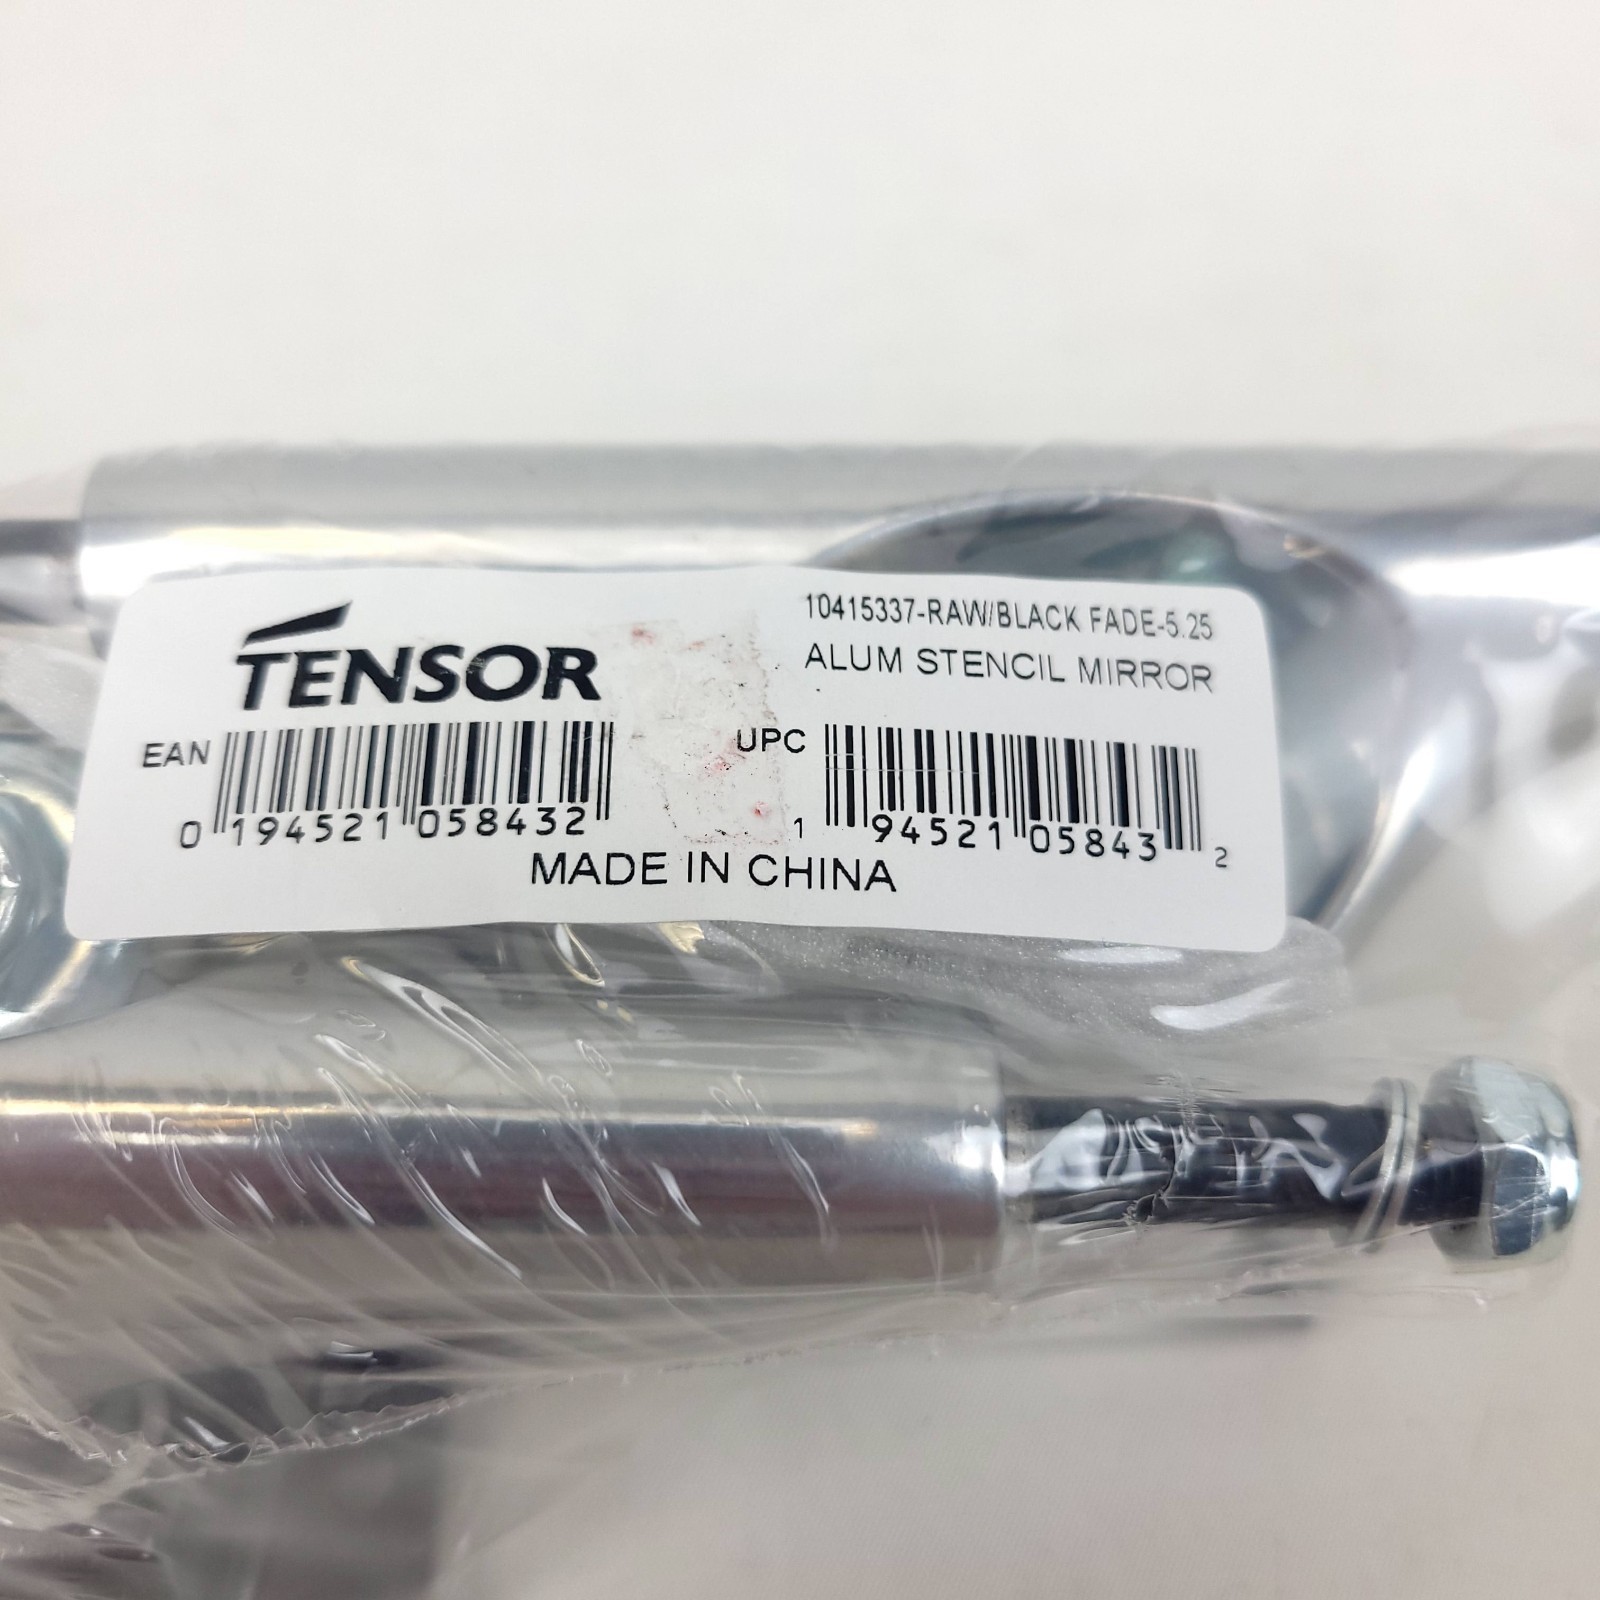 TENSOR
10415337-RAW/BLACK FADE-5.25
ALUM STENCIL MIRROR
EAN
0 194521 058432
UPC
1 94521 05843 2
MADE IN CHINA